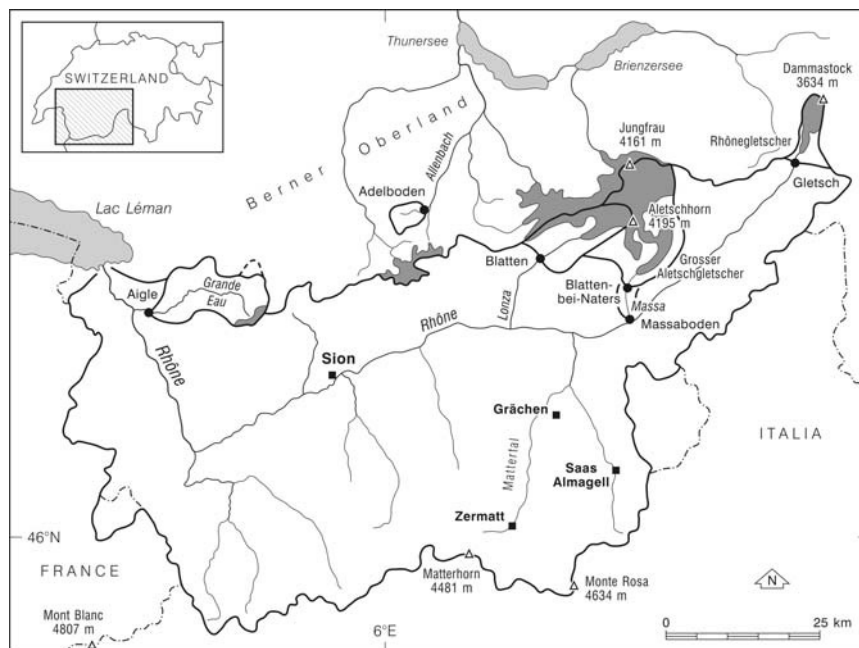 SWITZERLAND
Thunersee
Brienzersee
Dammastock
3634 m
Jungfrau
4161 m
Rhônegletscher
Gletsch
Berner Oberland
Allenbach
Adelboden
Lac Léman
Aletschhorn
4195 m
Blatten
Grosser
Aletschgletscher
Blatten-
bei-Naters
Massa
Massaboden
Aigle
Grande
Eau
Lonza
Rhône
Rhône
Sion
Grächen
ITALIA
Mattertal
Saas
Almagell
Zermatt
46°N
FRANCE
Matterhorn
4481 m
Monte Rosa
4634 m
N
Mont Blanc
4807 m
6°E
0
25 km